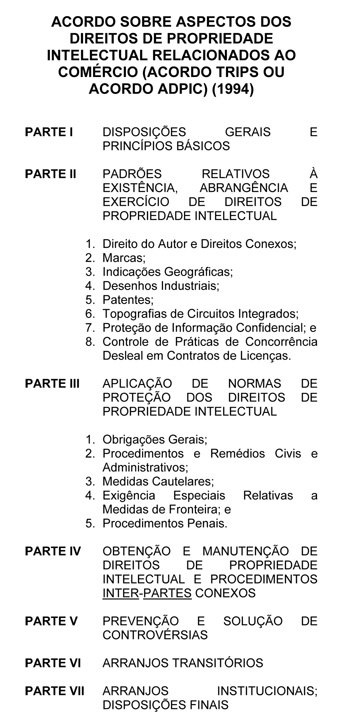 ACORDO SOBRE ASPECTOS DOS
DIREITOS DE PROPRIEDADE
INTELECTUAL RELACIONADOS AO
COMÉRCIO (ACORDO TRIPS OU
ACORDO ADPIC) (1994)
PARTE I DISPOSIÇÕES GERAIS E
PRINCÍPIOS BÁSICOS
PARTE II PADRÕES RELATIVOS À
EXISTÊNCIA, ABRANGÊNCIA E
EXERCÍCIO DE DIREITOS DE
PROPRIEDADE INTELECTUAL
1. Direito do Autor e Direitos Conexos;
2. Marcas;
3. Indicações Geográficas;
4. Desenhos Industriais;
5. Patentes;
6. Topografias de Circuitos Integrados;
7. Proteção de Informação Confidencial; e
8. Controle de Práticas de Concorrência
Desleal em Contratos de Licenças.
PARTE III APLICAÇÃO DE NORMAS DE
PROTEÇÃO DOS DIREITOS DE
PROPRIEDADE INTELECTUAL
1. Obrigações Gerais;
2. Procedimentos e Remédios Civis e
Administrativos;
3. Medidas Cautelares;
4. Exigência Especiais Relativas a
Medidas de Fronteira; e
5. Procedimentos Penais.
PARTE IV OBTENÇÃO E MANUTENÇÃO DE
DIREITOS DE PROPRIEDADE
INTELECTUAL E PROCEDIMENTOS
INTER-PARTES CONEXOS
PARTE V PREVENÇÃO E SOLUÇÃO DE
CONTROVÉRSIAS
PARTE VI ARRANJOS TRANSITÓRIOS
PARTE VII ARRANJOS INSTITUCIONAIS;
DISPOSIÇÕES FINAIS